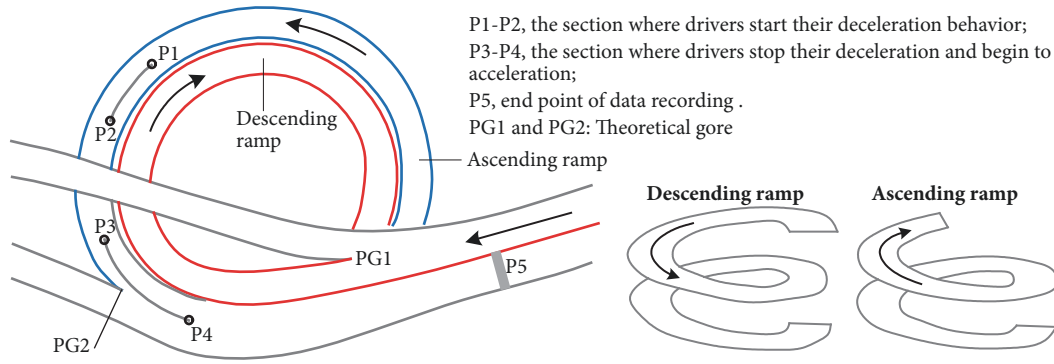 P1-P2, the section where drivers start their deceleration behavior;
P3-P4, the section where drivers stop their deceleration and begin to
acceleration;
P5, end point of data recording .
PG1 and PG2: Theoretical gore
P1
P2
Descending
ramp
Ascending ramp
P3
PG1
P5
P4
PG2
Descending ramp
Ascending ramp